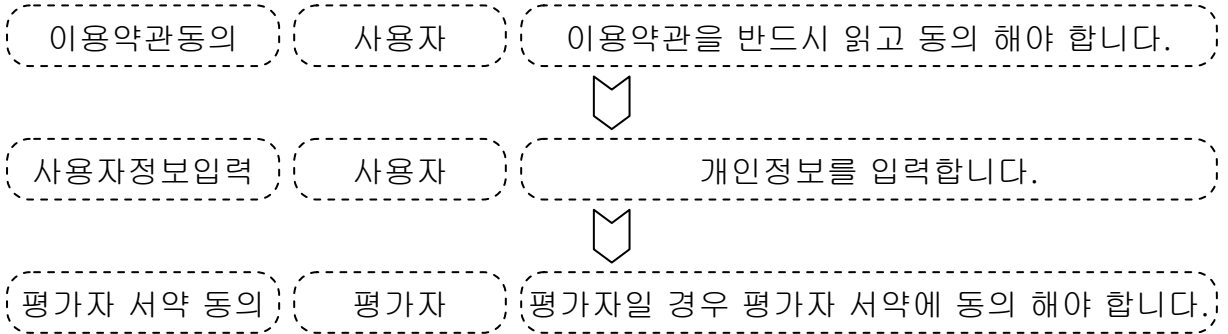 이용약관동의 사용자 이용약관을 반드시 읽고 동의 해야 합니다.
사용자정보입력 사용자 개인정보를 입력합니다.
평가자 서약 동의 평가자 평가자일 경우 평가자 서약에 동의 해야 합니다.